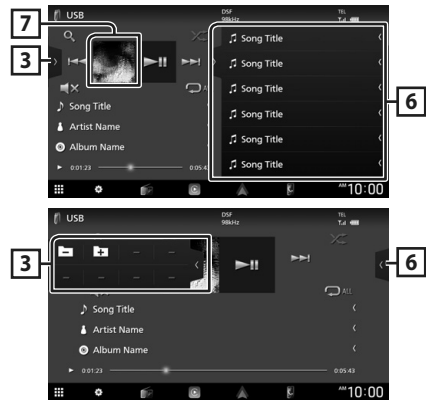 7
USB
DSF
98kHz
TEL
3
6
Song Title
Song Title
Song Title
Song Title
Song Title
Song Title
Song Title
Artist Name
Album Name
0:01:23
0:05:43
AM 10:00
USB
DSF
98kHz
TEL
3
6
ALL
Song Title
Artist Name
Album Name
0:01:23
0:05:43
AM 10:00